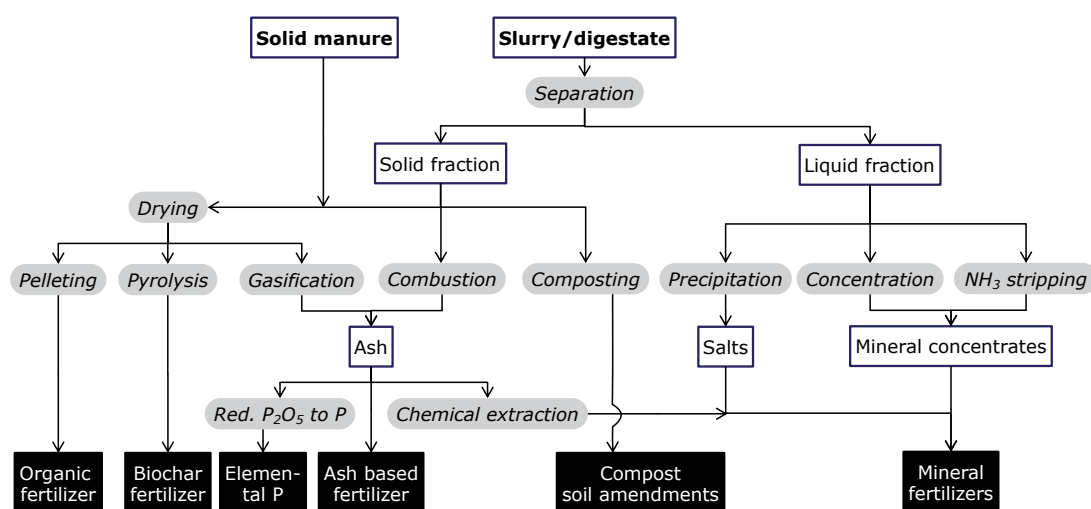 Solid manure
Slurry/digestate
Separation
Solid fraction
Liquid fraction
Drying
Pelleting
Pyrolysis
Gasification
Combustion
Composting
Precipitation
Concentration
NH₃ stripping
Ash
Salts
Mineral concentrates
Red. P₂O₅ to P
Chemical extraction
Organic
fertilizer
Biochar
fertilizer
Elemen-
tal P
Ash based
fertilizer
Compost
soil amendments
Mineral
fertilizers